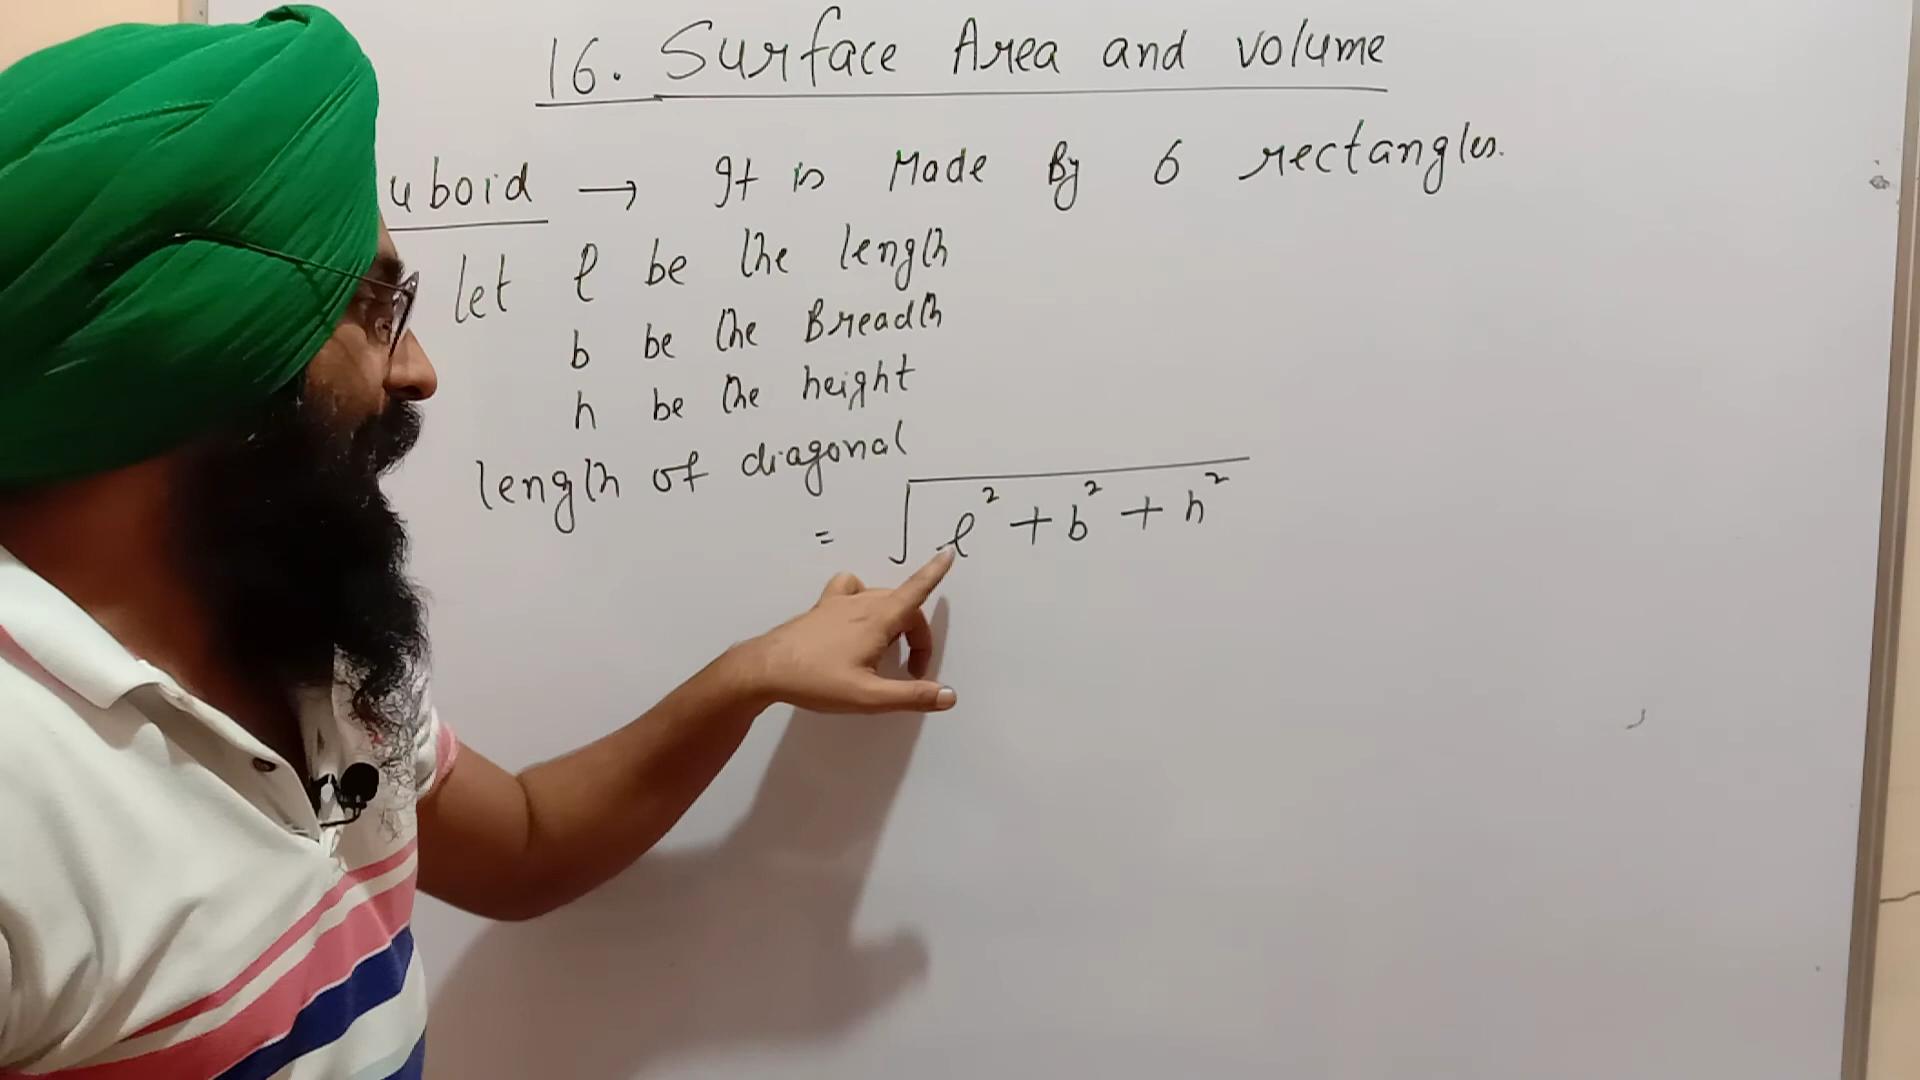 16. Surface Area and volume
uboid → It is Made By 6 rectangles.
let l be the length
b be the Breadth
h be the height
length of diagonal
= √l² + b² + h²